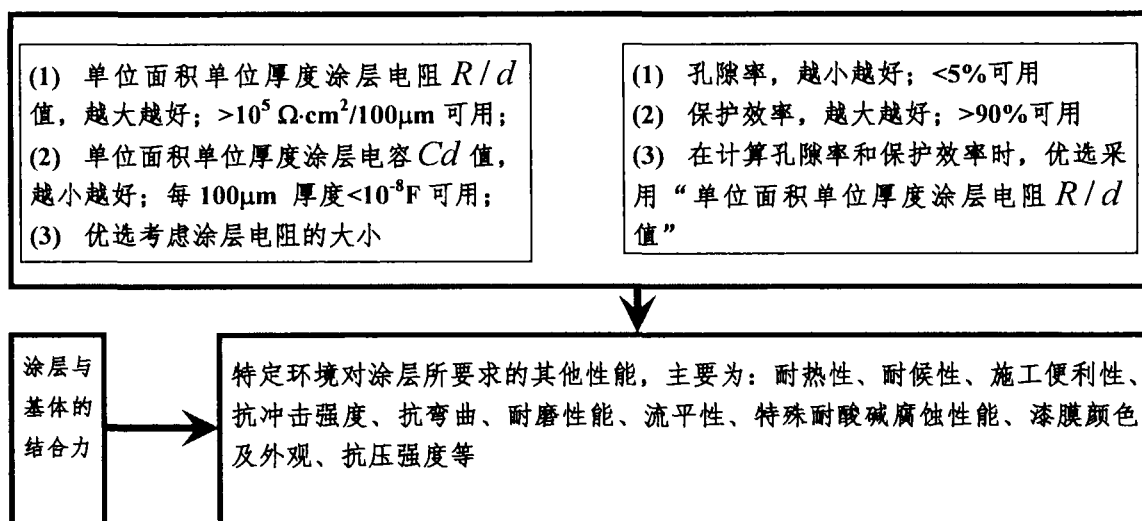 (1) 单位面积单位厚度涂层电阻 R/d
值，越大越好；>10⁵ Ω·cm²/100μm 可用；
(2) 单位面积单位厚度涂层电容 Cd 值，
越小越好；每 100μm 厚度<10⁻⁸F 可用；
(3) 优选考虑涂层电阻的大小
(1) 孔隙率，越小越好；<5%可用
(2) 保护效率，越大越好；>90%可用
(3) 在计算孔隙率和保护效率时，优选采
用“单位面积单位厚度涂层电阻 R/d
值”
涂层与
基体的
结合力
特定环境对涂层所要求的其他性能，主要为：耐热性、耐候性、施工便利性、
抗冲击强度、抗弯曲、耐磨性能、流平性、特殊耐酸碱腐蚀性能、漆膜颜色
及外观、抗压强度等